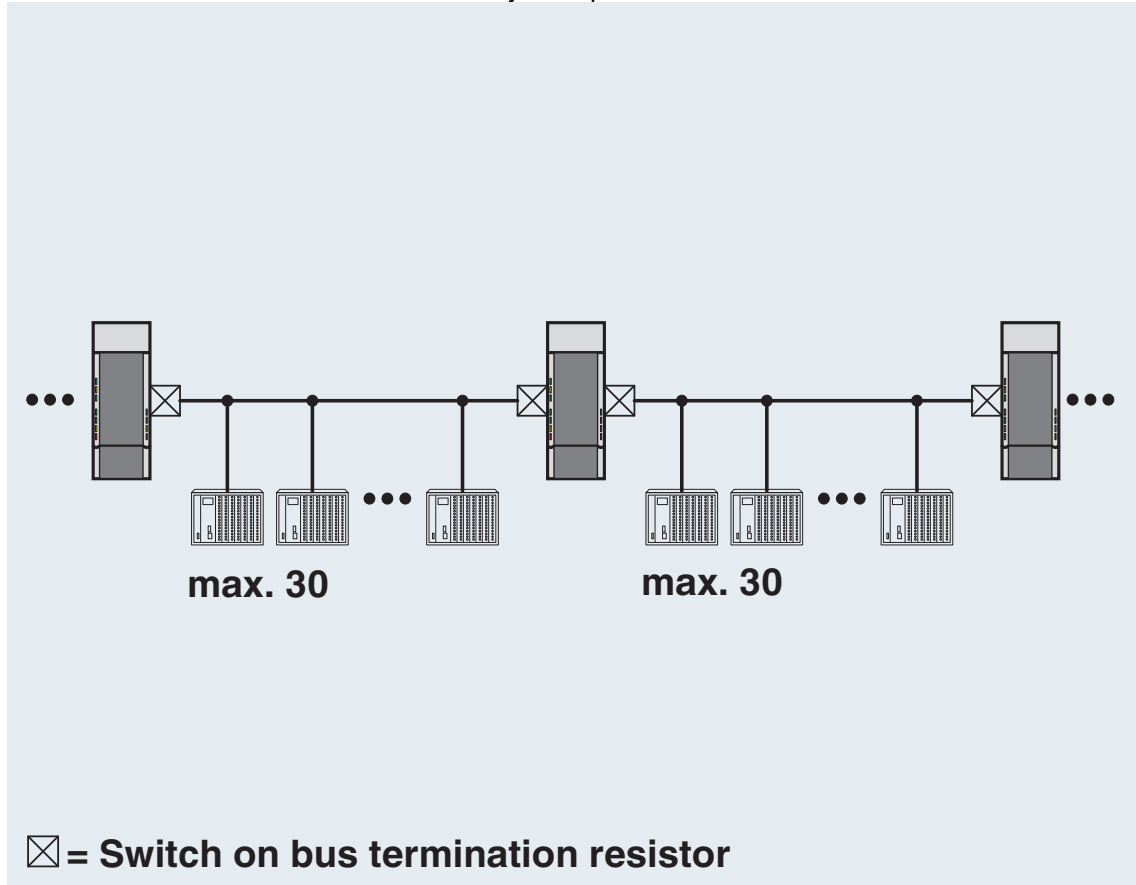 max. 30
max. 30
= Switch on bus termination resistor